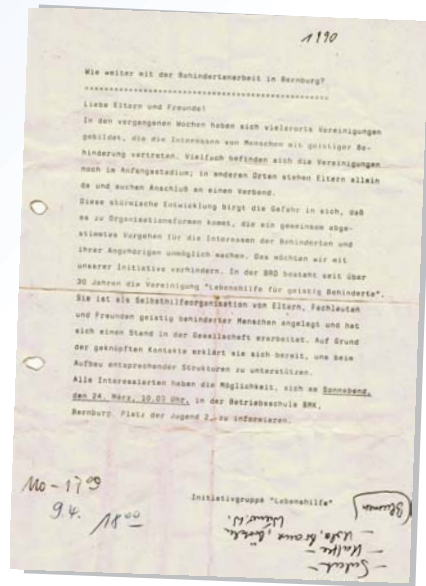 1990
Wie weiter mit der Behindertenarbeit in Bernburg?
Liebe Eltern und Freunde!
In den vergangenen Wochen haben sich vielerorts Vereinigungen
gebildet, die die Interessen von Menschen mit geistiger Be-
hinderung vertreten. Vielfach befinden sich die Vereinigungen
noch im Anfangsstadium; in anderen Orten stehen Eltern allein
da und suchen Anschluß an einen Verband.
Diese stürmische Entwicklung birgt die Gefahr in sich, daß
es zu Organisationsformen kommt, die ein gemeinsam abge-
stimmtes Vorgehen für die Interessen der Behinderten und
ihrer Angehörigen unmöglich machen. Das möchten wir mit
unserer Initiative verhindern. In der BRD besteht seit über
30 Jahren die Vereinigung "Lebenshilfe für geistig Behinderte".
Sie ist als Selbsthilfeorganisation von Eltern, Fachleuten
und Freunden geistig behinderter Menschen angelegt und hat
sich einen Stand in der Gesellschaft erarbeitet. Auf Grund
der geknüpften Kontakte erklärt sie sich bereit, uns beim
Aufbau entsprechender Strukturen zu unterstützen.
Alle Interessierten haben die Möglichkeit, sich am Sonnabend,
den 24. März, 10.00 Uhr, in der Betriebsschule BMK,
Bernburg, Platz der Jugend 2, zu informieren.
Initiativgruppe "Lebenshilfe"
9.4. 18 00
Blumen